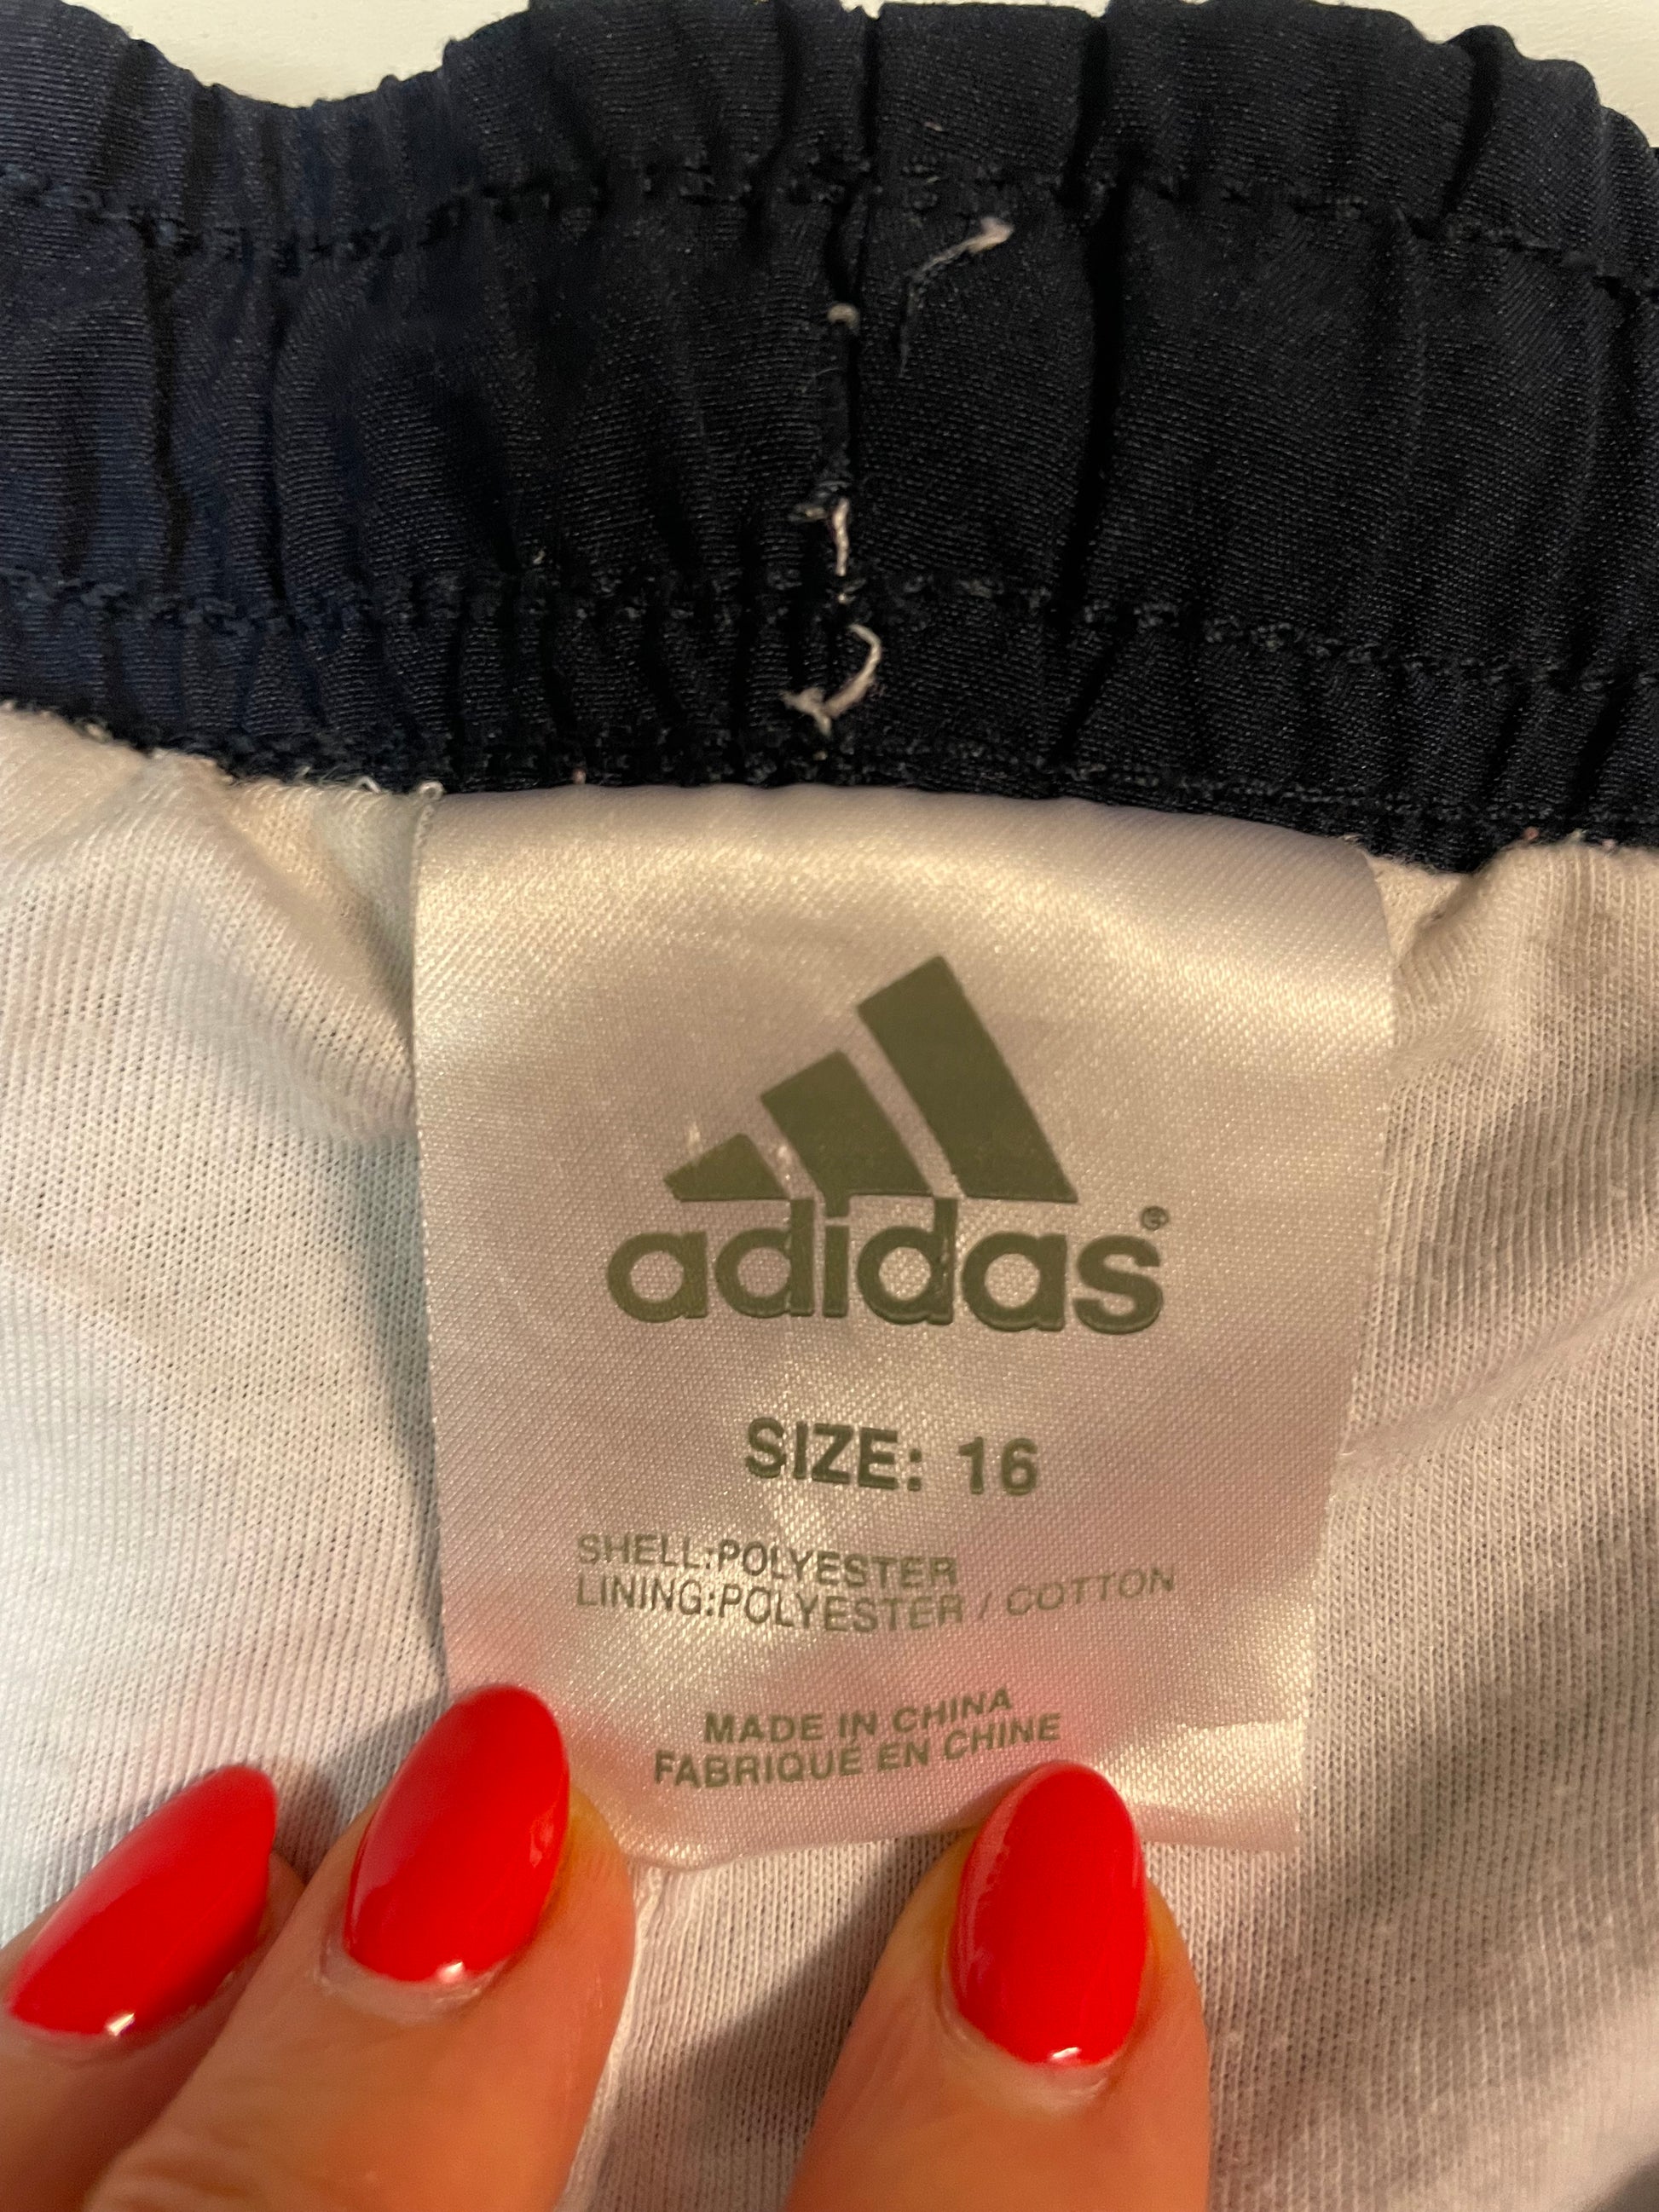 adidas®
SIZE: 16
SHELL:POLYESTER
LINING:POLYESTER / COTTON
MADE IN CHINA
FABRIQUÉ EN CHINE